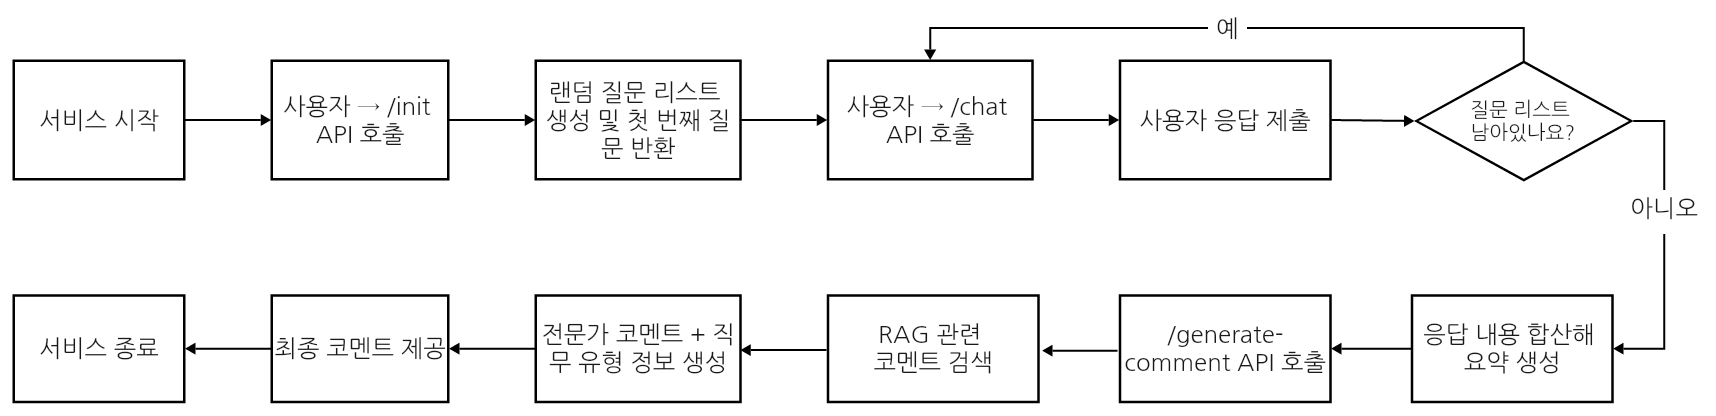 예
서비스 시작
사용자 → /init
API 호출
랜덤 질문 리스트
생성 및 첫 번째 질
문 반환
사용자 → /chat
API 호출
사용자 응답 제출
질문 리스트
남아있나요?
아니오
서비스 종료
최종 코멘트 제공
전문가 코멘트 + 직
무 유형 정보 생성
RAG 관련
코멘트 검색
/generate-
comment API 호출
응답 내용 합산해
요약 생성